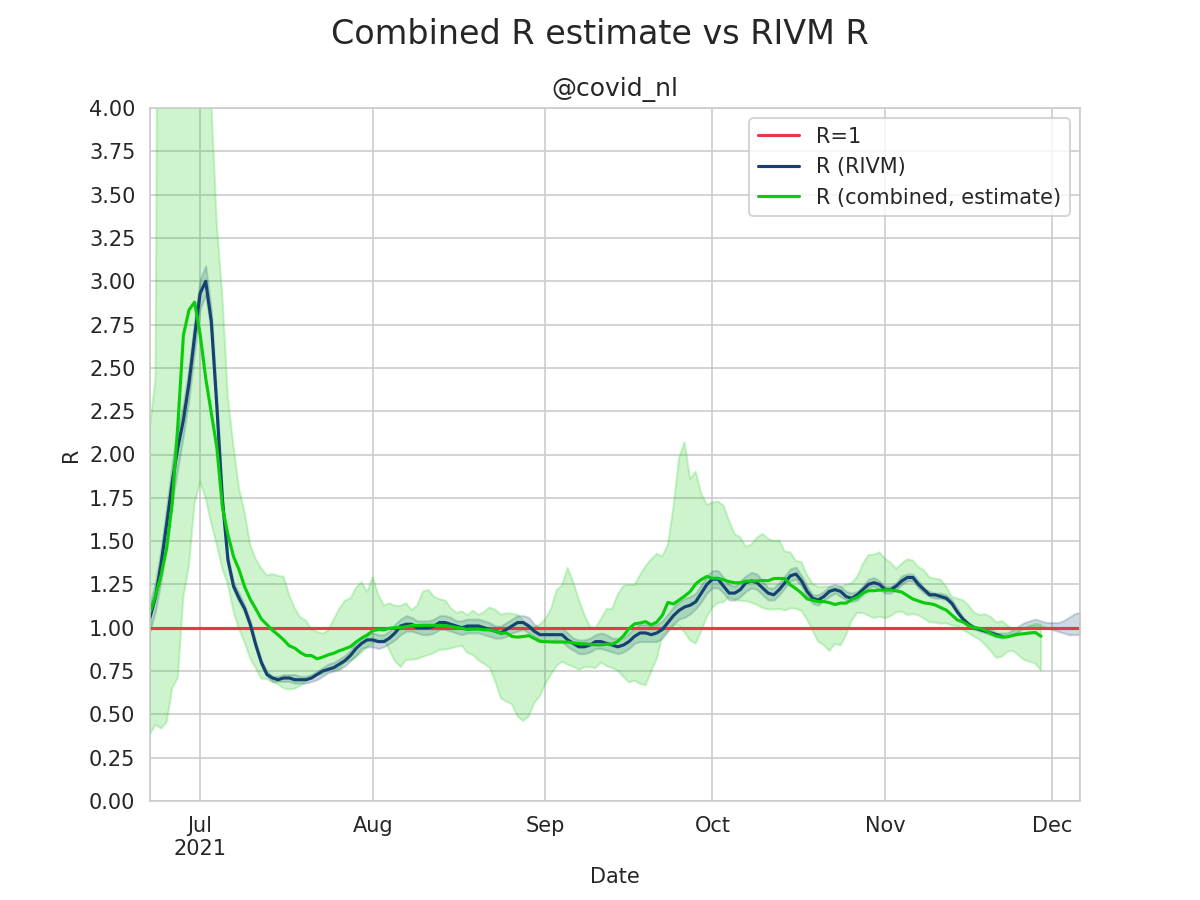 Combined R estimate vs RIVM R
@covid_nl
4.00
3.75
3.50
3.25
3.00
2.75
2.50
2.25
2.00
1.75
1.50
1.25
1.00
0.75
0.50
0.25
0.00
R
R=1
R (RIVM)
R (combined, estimate)
Jul Aug Sep Oct Nov Dec
2021
Date